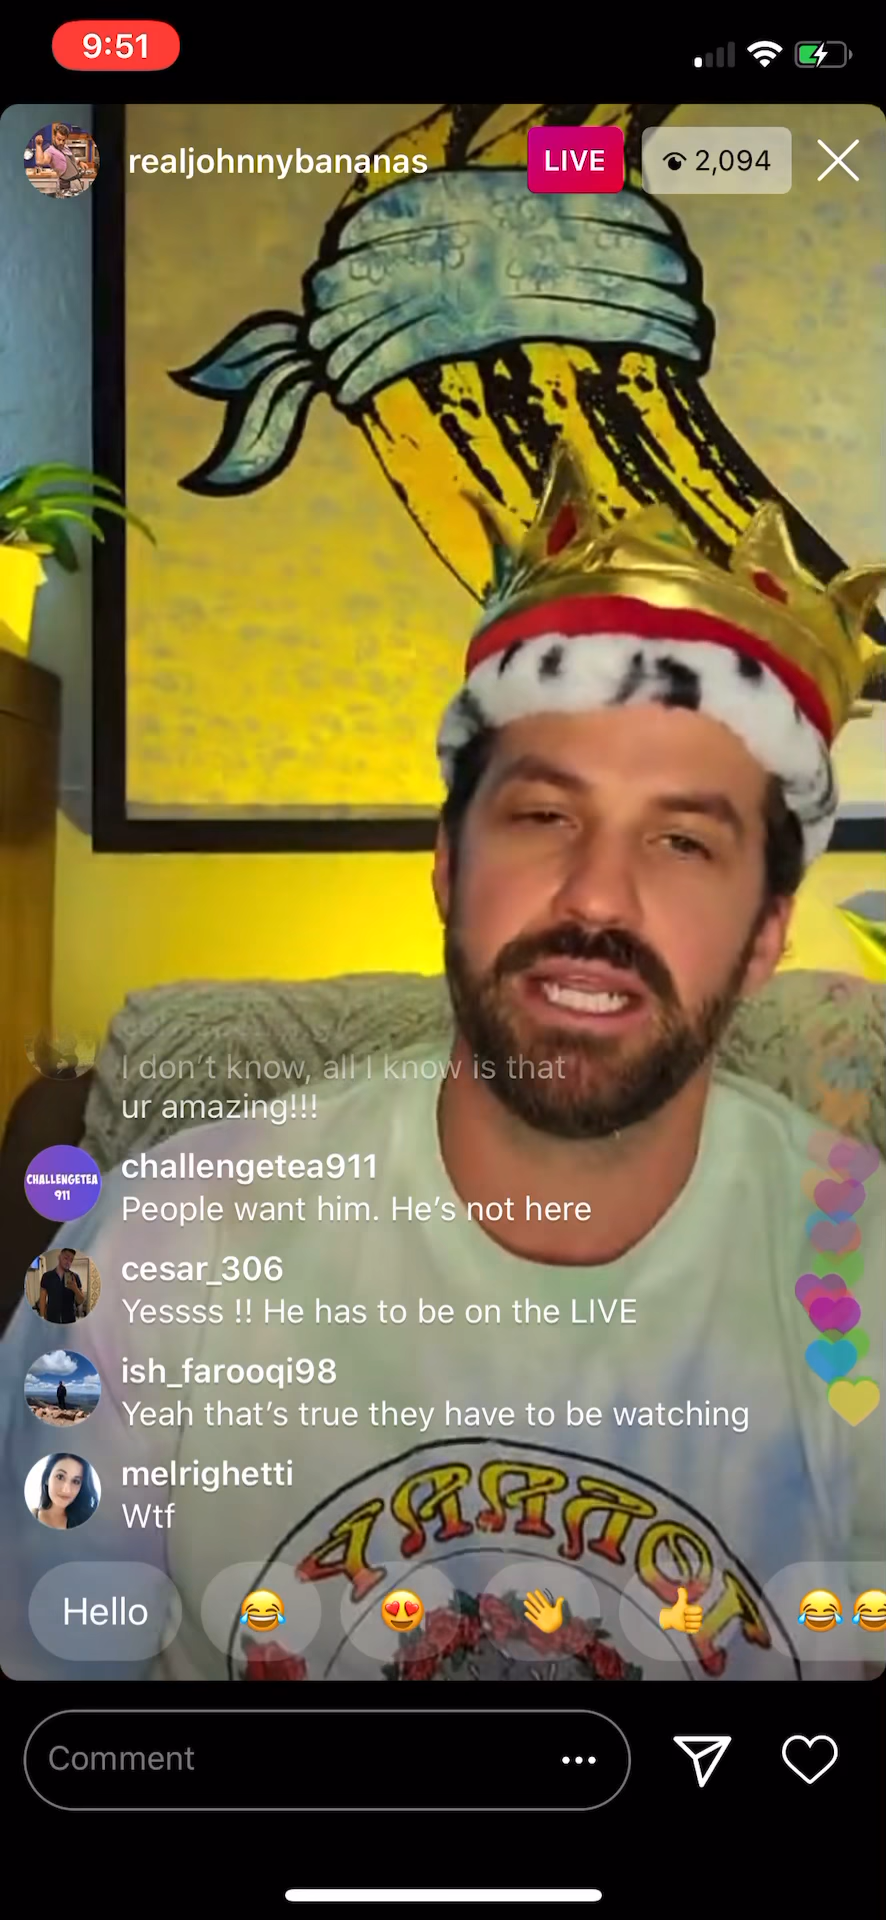 9:51
realjohnnybananas
LIVE
2,094
I don't know, all I know is that
ur amazing!!!
CHALLENGETEA
911
challengetea911
People want him. He's not here
cesar_306
Yessss !! He has to be on the LIVE
ish_farooqi98
Yeah that's true they have to be watching
melrighetti
Wtf
Hello
Comment